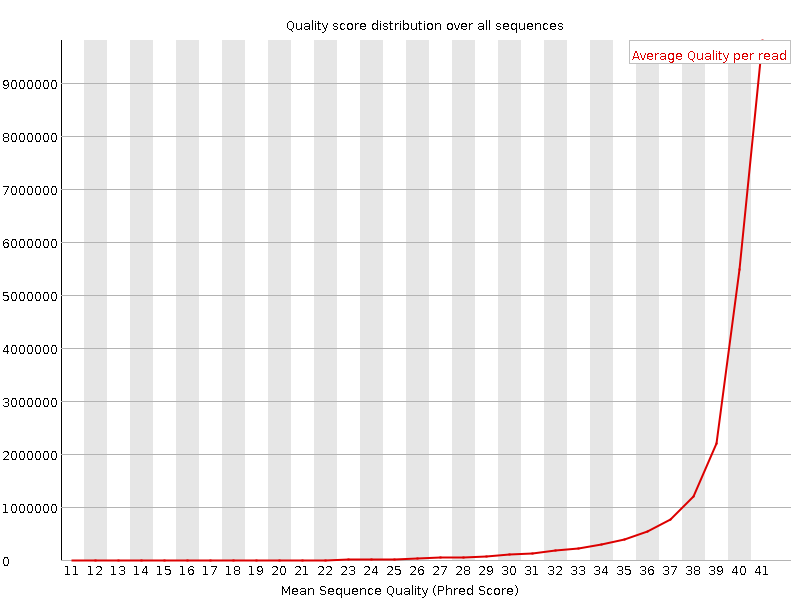 Quality score distribution over all sequences
Average Quality per read
9000000
8000000
7000000
6000000
5000000
4000000
3000000
2000000
1000000
0
11 12 13 14 15 16 17 18 19 20 21 22 23 24 25 26 27 28 29 30 31 32 33 34 35 36 37 38 39 40 41
Mean Sequence Quality (Phred Score)